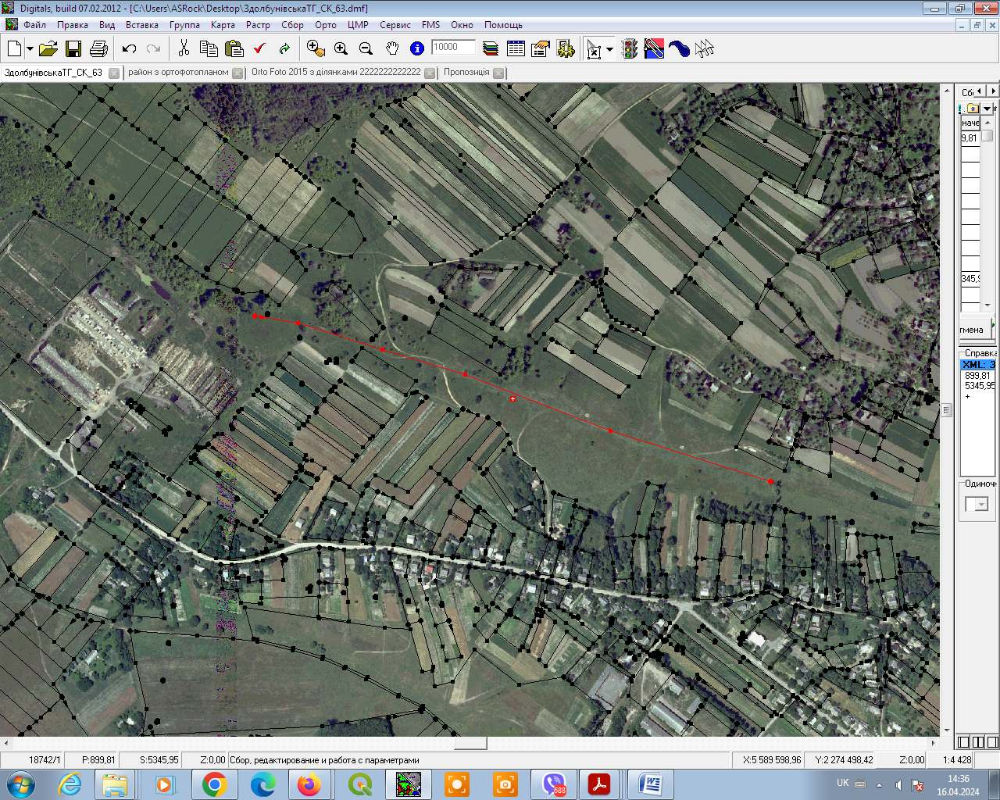 Digitals, build 07.02.2012 - [C:\Users\ASRock\Desktop\ЗдолбунівськаТГ_СК_63.dmf]
Файл Правка Вид Вставка Группа Карта Растр Сбор Орто ЦМР Сервис FMS Окно Помощь
10000
ЗдолбунівськаТГ_СК_63 район з ортофотопланом Orto Foto 2015 з ділянками 2222222222222 Пропозиція
Сб
наче
9,81
345,9
тмена
Справка
XML: З
899,81
5345,95
+
Одиноч
18742/1 P:899,81 S:5345,95 Z:0,00 Сбор, редактирование и работа с параметрами X:5 589 598,96 Y:2 274 498,42 Z:0,00 1:4 428
688
UK
14:36
16.04.2024